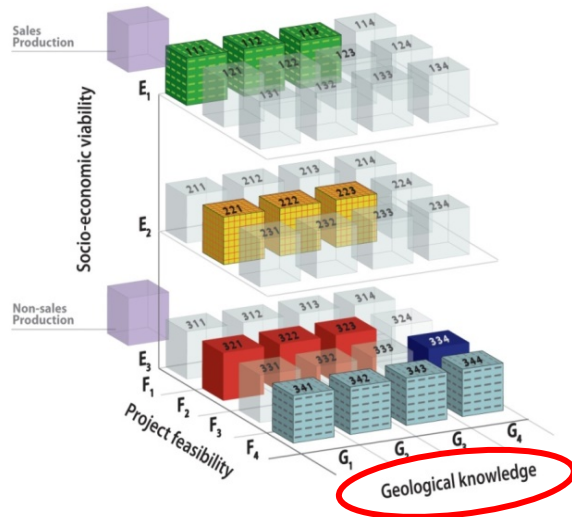 Sales
Production
Socio-economic viability
E1
111
112
113
114
121
122
123
124
131
132
133
134
E2
211
212
213
214
221
222
223
224
231
232
233
234
Non-sales
Production
E3
311
312
313
314
321
322
323
324
331
332
333
334
341
342
343
344
F1
F2
F3
F4
Project feasibility
G1
G2
G3
G4
Geological knowledge